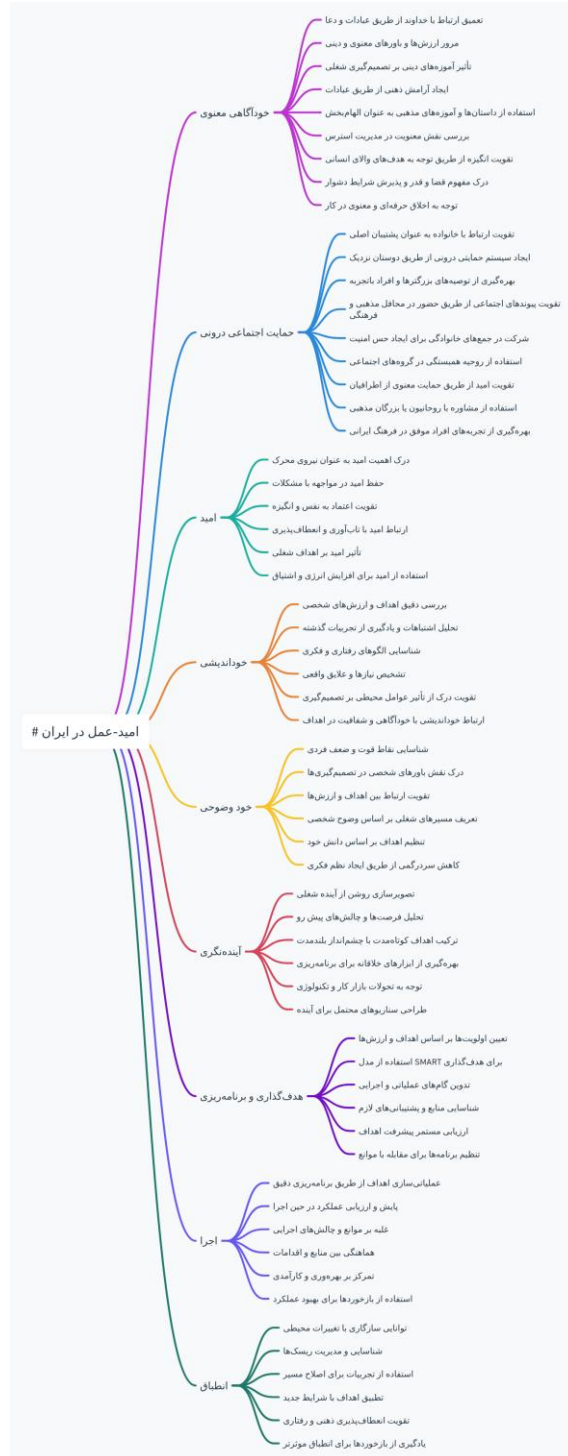 تعمیق ارتباط با خداوند از طریق عبادات و دعا
مرور ارزش‌ها و باورهای معنوی و دینی
تأثیر آموزه‌های دینی بر تصمیم‌گیری شغلی
ایجاد آرامش ذهنی از طریق عبادات
خودآگاهی معنوی
استفاده از داستان‌ها و آموزه‌های مذهبی به عنوان الهام‌بخش
بررسی نقش معنویت در مدیریت استرس
تقویت انگیزه از طریق توجه به هدف‌های والای انسانی
درک مفهوم قضا و قدر و پذیرش شرایط دشوار
توجه به اخلاق حرفه‌ای و معنوی در کار
تقویت ارتباط با خانواده به عنوان پشتیبان اصلی
ایجاد سیستم حمایتی درونی از طریق دوستان نزدیک
بهره‌گیری از توصیه‌های بزرگترها و افراد باتجربه
تقویت پیوندهای اجتماعی از طریق حضور در محافل مذهبی و
فرهنگی
حمایت اجتماعی درونی
شرکت در جمع‌های خانوادگی برای ایجاد حس امنیت
استفاده از روحیه همبستگی در گروه‌های اجتماعی
تقویت امید از طریق حمایت معنوی از اطرافیان
استفاده از مشاوره با روحانیون یا بزرگان مذهبی
بهره‌گیری از تجربه‌های افراد موفق در فرهنگ ایرانی
درک اهمیت امید به عنوان نیروی محرک
حفظ امید در مواجهه با مشکلات
تقویت اعتماد به نفس و انگیزه
امید
ارتباط امید با تاب‌آوری و انعطاف‌پذیری
تأثیر امید بر اهداف شغلی
استفاده از امید برای افزایش انرژی و اشتیاق
بررسی دقیق اهداف و ارزش‌های شخصی
تحلیل اشتباهات و یادگیری از تجربیات گذشته
شناسایی الگوهای رفتاری و فکری
خوداندیشی
تشخیص نیازها و علایق واقعی
تقویت درک از تأثیر عوامل محیطی بر تصمیم‌گیری
ارتباط خوداندیشی با خودآگاهی و شفافیت در اهداف
# امید-عمل در ایران
شناسایی نقاط قوت و ضعف فردی
درک نقش باورهای شخصی در تصمیم‌گیری‌ها
تقویت ارتباط بین اهداف و ارزش‌ها
خود وضوحی
تعریف مسیرهای شغلی بر اساس وضوح شخصی
تنظیم اهداف بر اساس دانش خود
کاهش سردرگمی از طریق ایجاد نظم فکری
تصویرسازی روشن از آینده شغلی
تحلیل فرصت‌ها و چالش‌های پیش رو
ترکیب اهداف کوتاه‌مدت با چشم‌انداز بلندمدت
آینده‌نگری
بهره‌گیری از ابزارهای خلاقانه برای برنامه‌ریزی
توجه به تحولات بازار کار و تکنولوژی
طراحی سناریوهای محتمل برای آینده
تعیین اولویت‌ها بر اساس اهداف و ارزش‌ها
برای هدف‌گذاری SMART استفاده از مدل
تدوین گام‌های عملیاتی و اجرایی
هدف‌گذاری و برنامه‌ریزی
شناسایی منابع و پشتیبانی‌های لازم
ارزیابی مستمر پیشرفت اهداف
تنظیم برنامه‌ها برای مقابله با موانع
عملیاتی‌سازی اهداف از طریق برنامه‌ریزی دقیق
پایش و ارزیابی عملکرد در حین اجرا
غلبه بر موانع و چالش‌های اجرایی
اجرا
هماهنگی بین منابع و اقدامات
تمرکز بر بهره‌وری و کارآمدی
استفاده از بازخوردها برای بهبود عملکرد
توانایی سازگاری با تغییرات محیطی
شناسایی و مدیریت ریسک‌ها
استفاده از تجربیات برای اصلاح مسیر
انطباق
تطبیق اهداف با شرایط جدید
تقویت انعطاف‌پذیری ذهنی و رفتاری
یادگیری از بازخوردها برای انطباق موثرتر